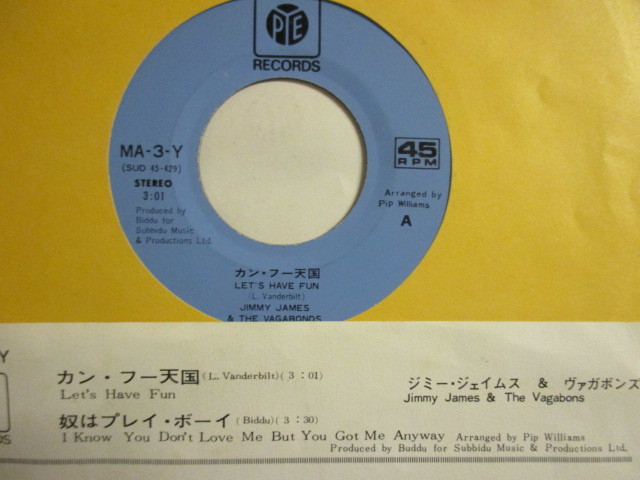 PYE
RECORDS
MA-3-Y
(SUD 45-429)
STEREO
3:01
Produced by
Biddu for
Subbidu Music
& Productions Ltd.
45
RPM
Arranged by
Pip Williams
A
カン・フー天国
LET'S HAVE FUN
(L. Vanderbilt)
JIMMY JAMES
& THE VAGABONDS
Y
カン・フー天国(L. Vanderbilt)(3:01)
Let's Have Fun
ジミー・ジェイムス & ヴァガボンズ
Jimmy James & The Vagabons
奴はプレイ・ボーイ(Biddu)(3:30)
I Know You Don't Love Me But You Got Me Anyway Arranged by Pip Williams
Produced by Buddu for Subbidu Music & Productions Ltd.
DS